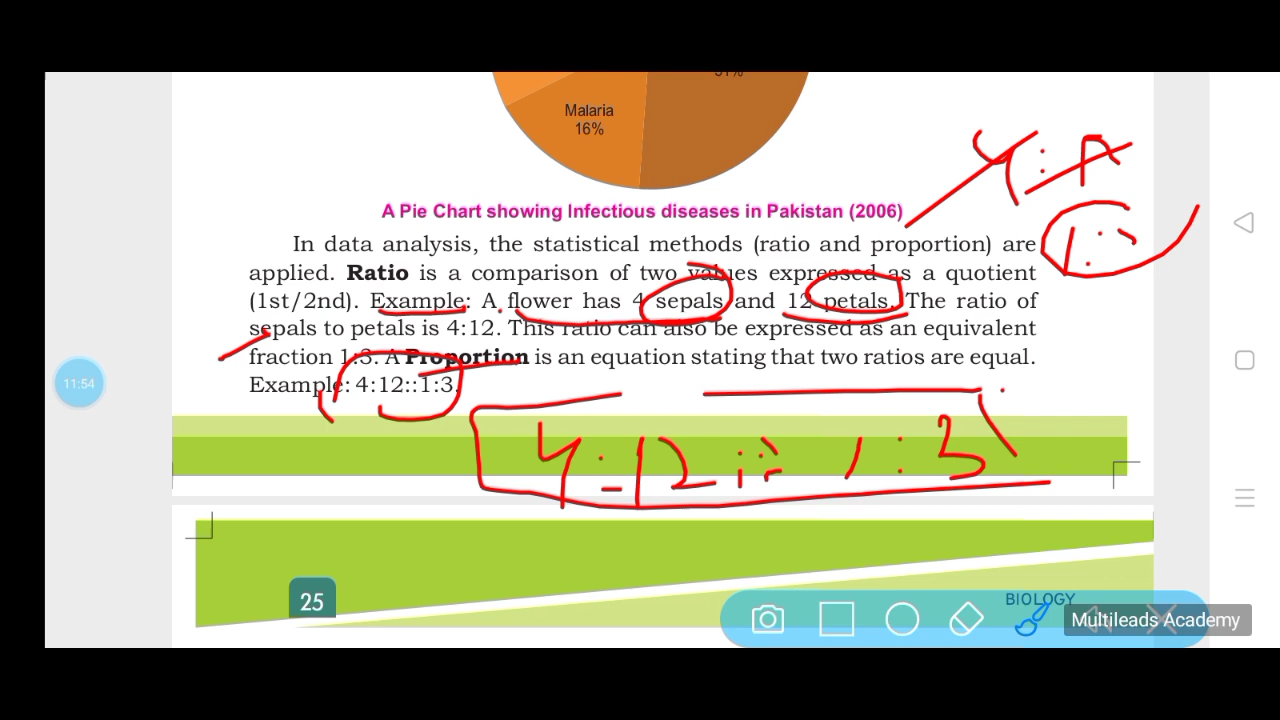 51%
Malaria
16%
A Pie Chart showing Infectious diseases in Pakistan (2006)
In data analysis, the statistical methods (ratio and proportion) are
applied. Ratio is a comparison of two values expressed as a quotient
(1st/2nd). Example: A flower has 4 sepals and 12 petals. The ratio of
sepals to petals is 4:12. This ratio can also be expressed as an equivalent
fraction 1:3. A Proportion is an equation stating that two ratios are equal.
Example: 4:12::1:3.
4:12 :: 1:3
25
BIOLOGY
Multileads Academy
11:54